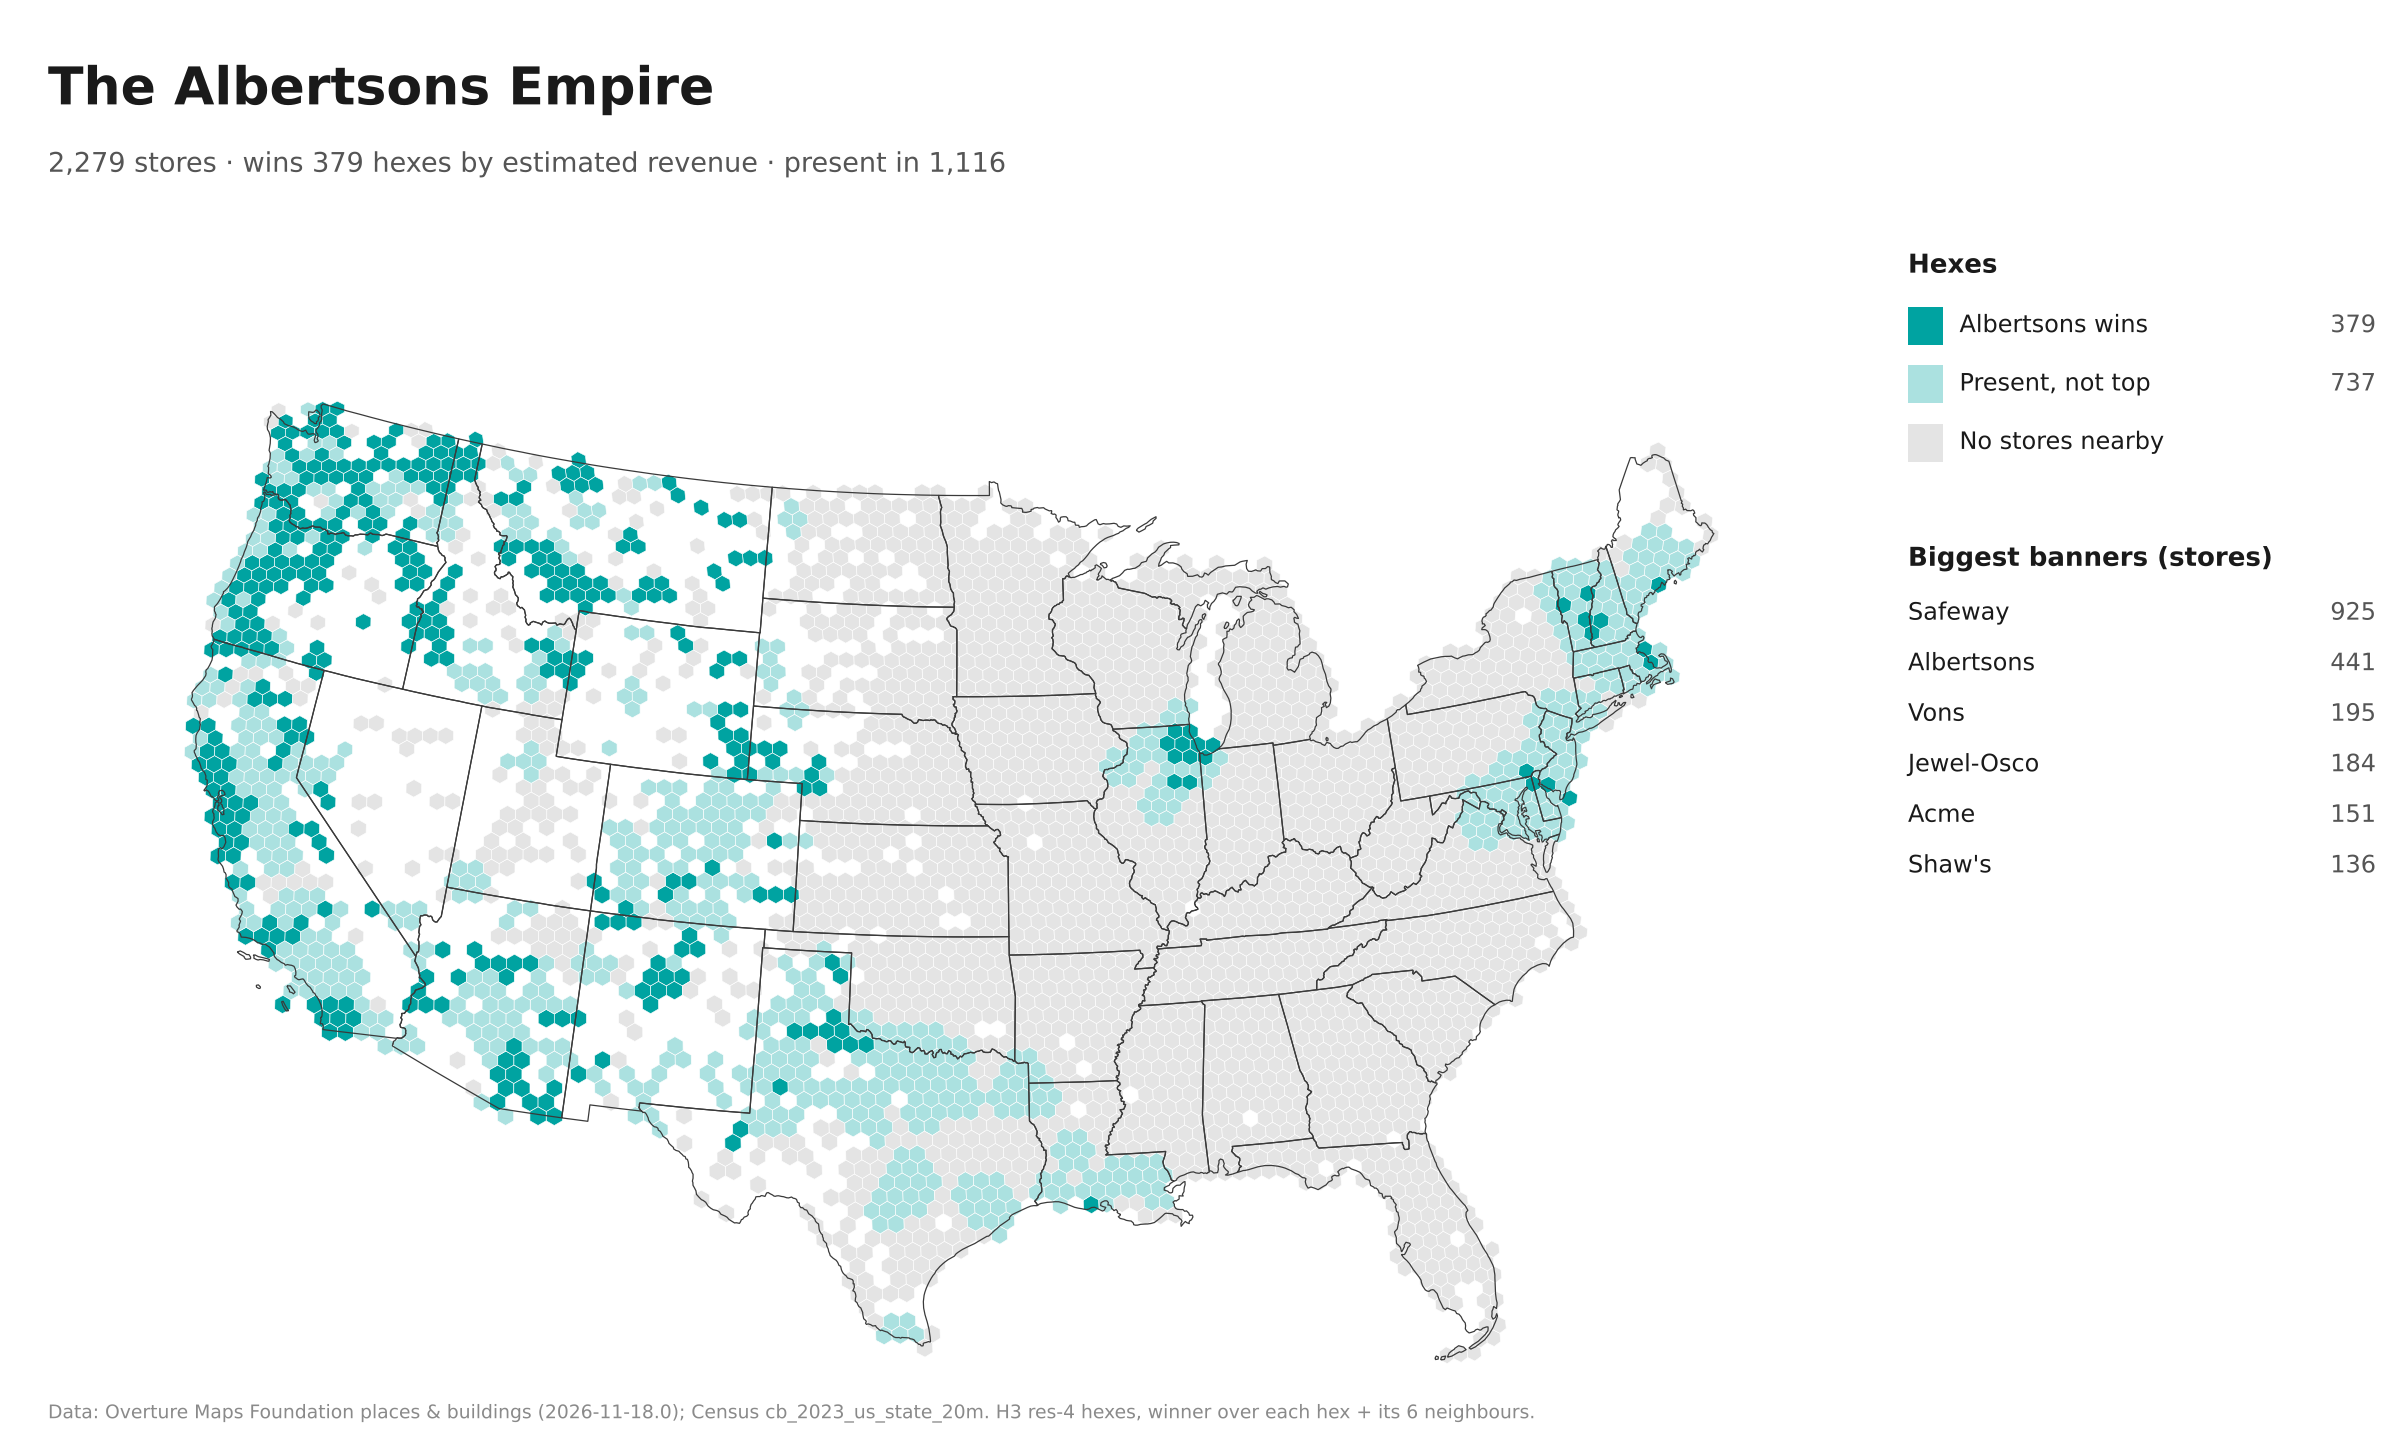 The Albertsons Empire
2,279 stores · wins 379 hexes by estimated revenue · present in 1,116
Hexes
Albertsons wins 379
Present, not top 737
No stores nearby
Biggest banners (stores)
Safeway 925
Albertsons 441
Vons 195
Jewel-Osco 184
Acme 151
Shaw's 136
Data: Overture Maps Foundation places & buildings (2026-11-18.0); Census cb_2023_us_state_20m. H3 res-4 hexes, winner over each hex + its 6 neighbours.